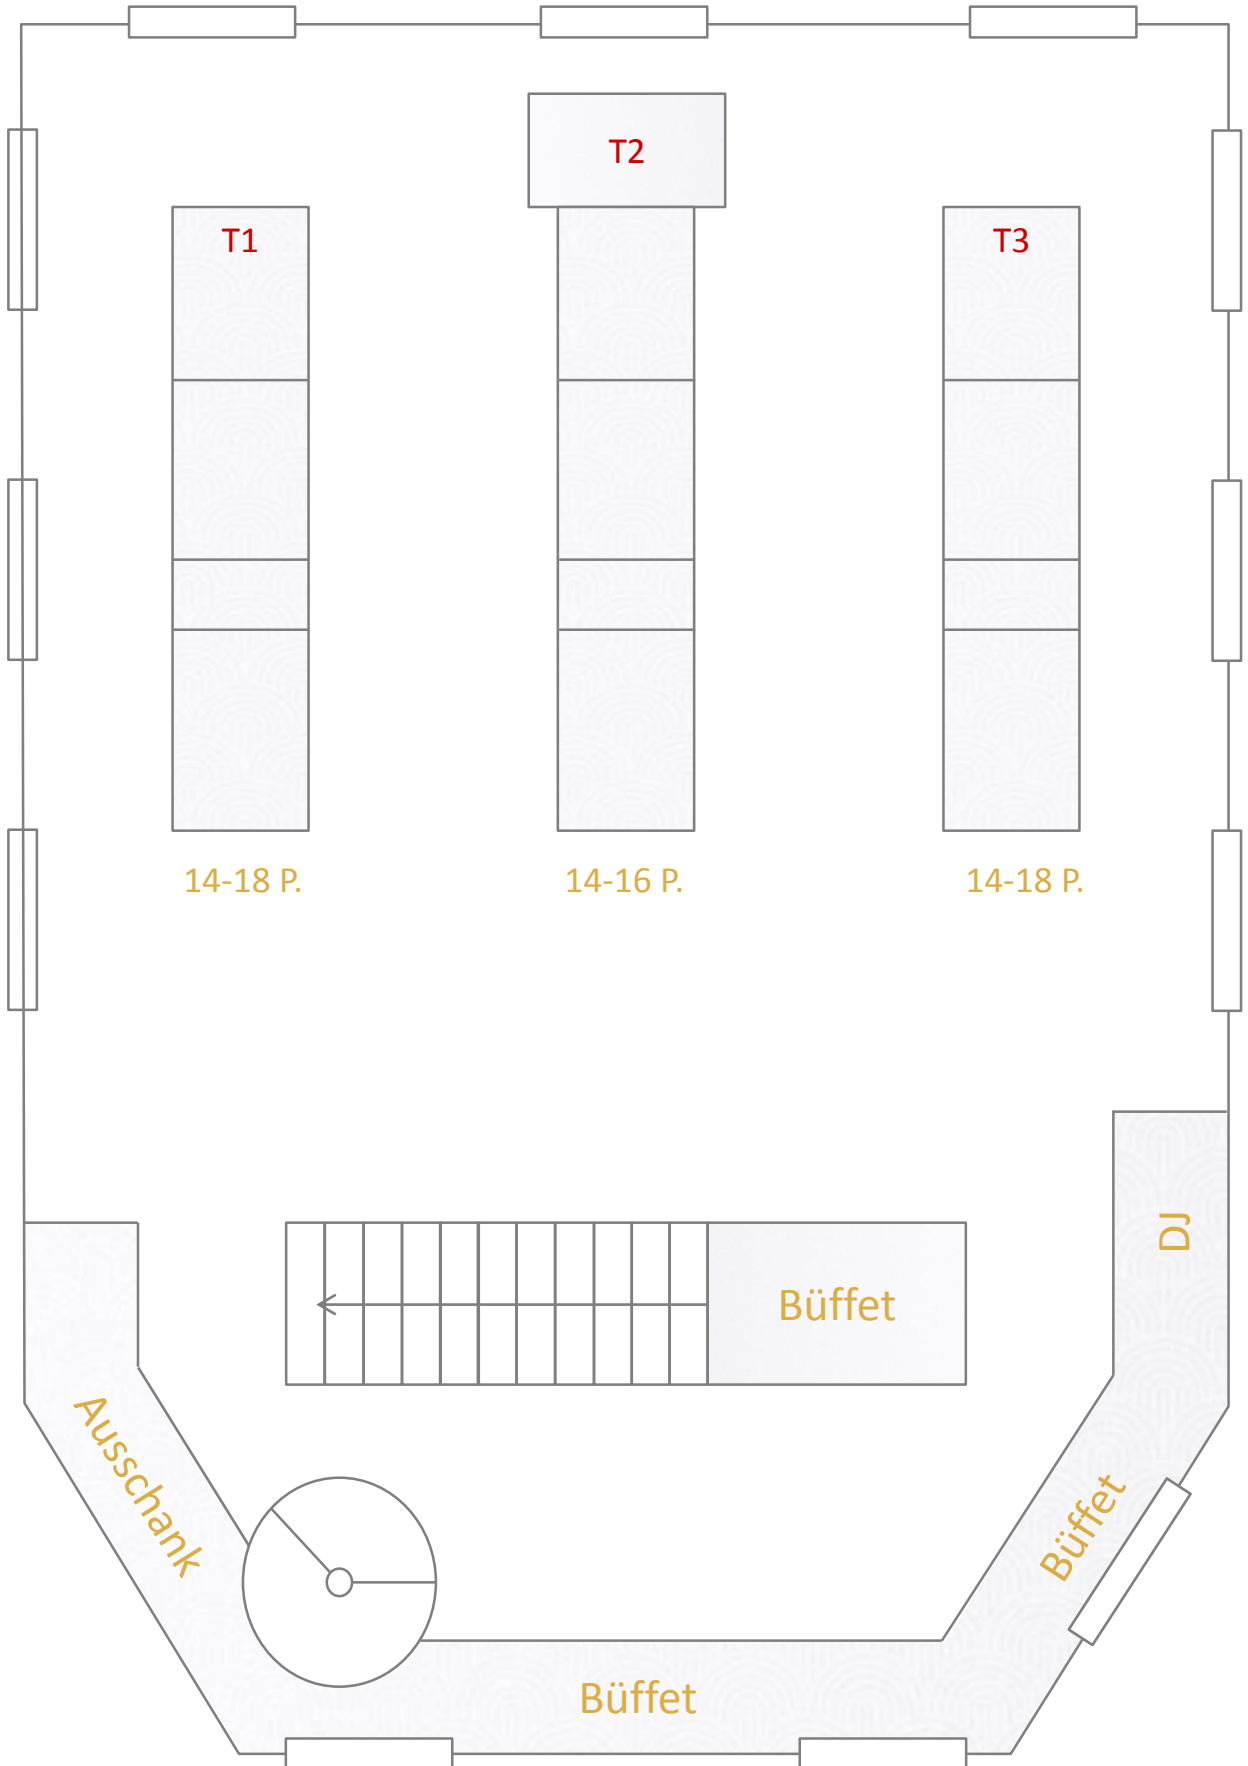 T2
T1
T3
14-18 P.
14-16 P.
14-18 P.
DJ
Büffet
Ausschank
Büffet
Büffet